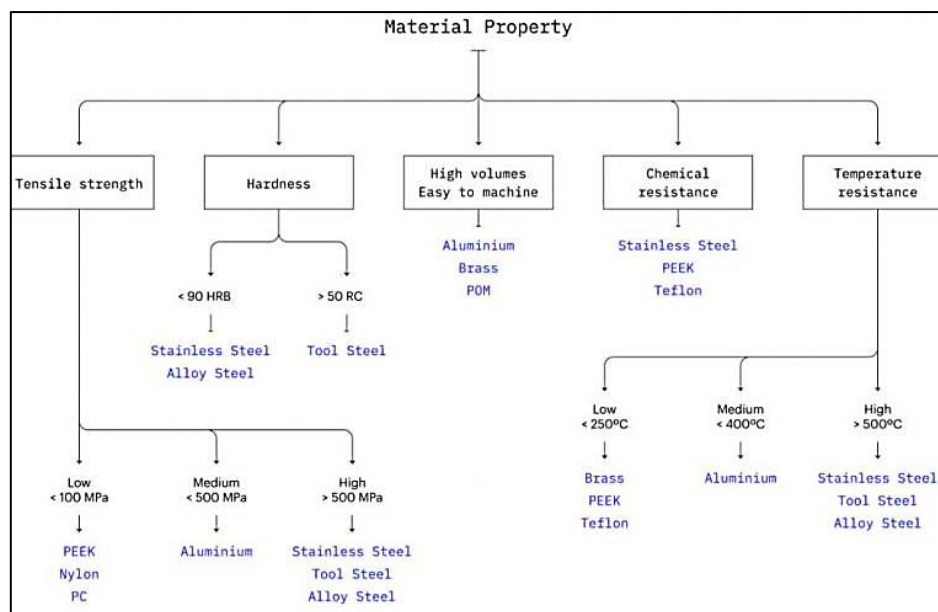 Material Property
Tensile strength
Hardness
High volumes
Easy to machine
Chemical
resistance
Temperature
resistance
Aluminium
Brass
POM
Stainless Steel
PEEK
Teflon
< 90 HRB
> 50 RC
Stainless Steel
Alloy Steel
Tool Steel
Low
< 250ºC
Medium
< 400ºC
High
> 500ºC
Brass
PEEK
Teflon
Aluminium
Stainless Steel
Tool Steel
Alloy Steel
Low
< 100 MPa
Medium
< 500 MPa
High
> 500 MPa
PEEK
Nylon
PC
Aluminium
Stainless Steel
Tool Steel
Alloy Steel